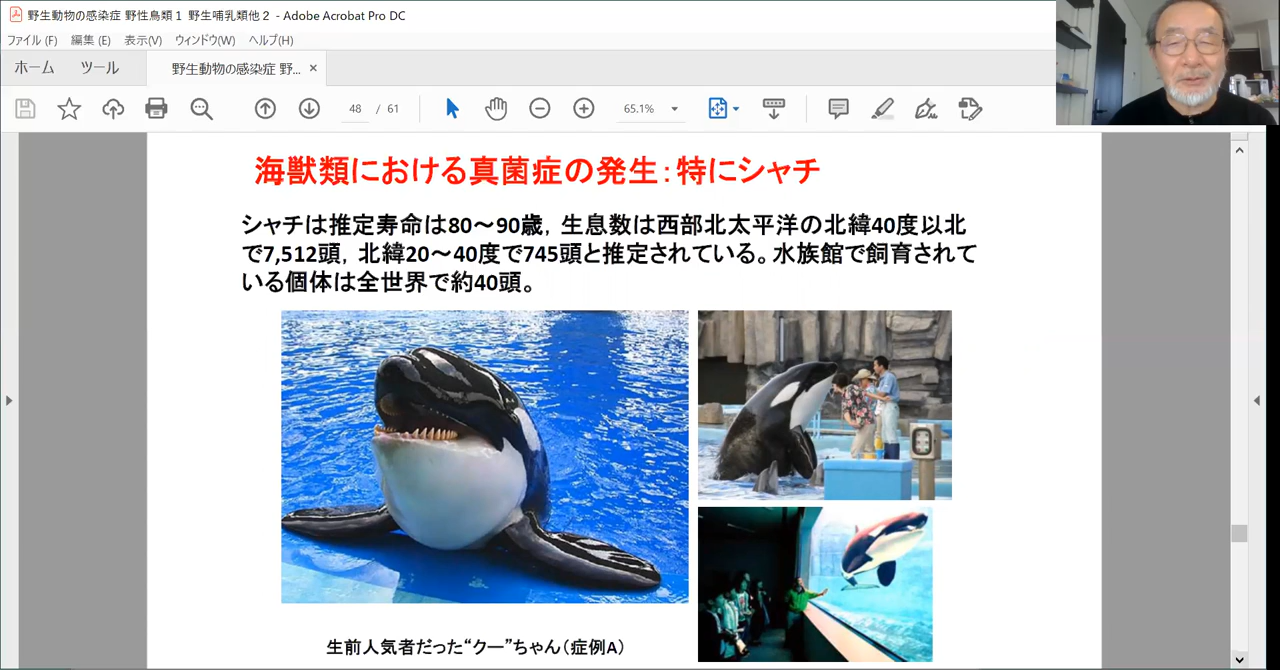 野生動物の感染症 野性鳥類１ 野生哺乳類他２ - Adobe Acrobat Pro DC
ファイル(F) 編集(E) 表示(V) ウィンドウ(W) ヘルプ(H)
ホーム ツール 野生動物の感染症 野... ×
48 / 61 65.1%
海獣類における真菌症の発生：特にシャチ
シャチは推定寿命は80～90歳，生息数は西部北太平洋の北緯40度以北
で7,512頭，北緯20～40度で745頭と推定されている。水族館で飼育されて
いる個体は全世界で約40頭。
生前人気者だった“クー”ちゃん（症例A）